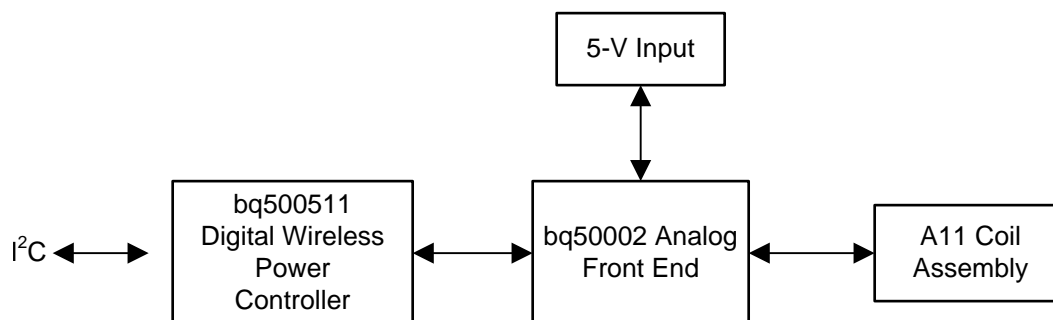 5-V Input
I²C
bq500511
Digital Wireless
Power
Controller
bq50002 Analog
Front End
A11 Coil
Assembly